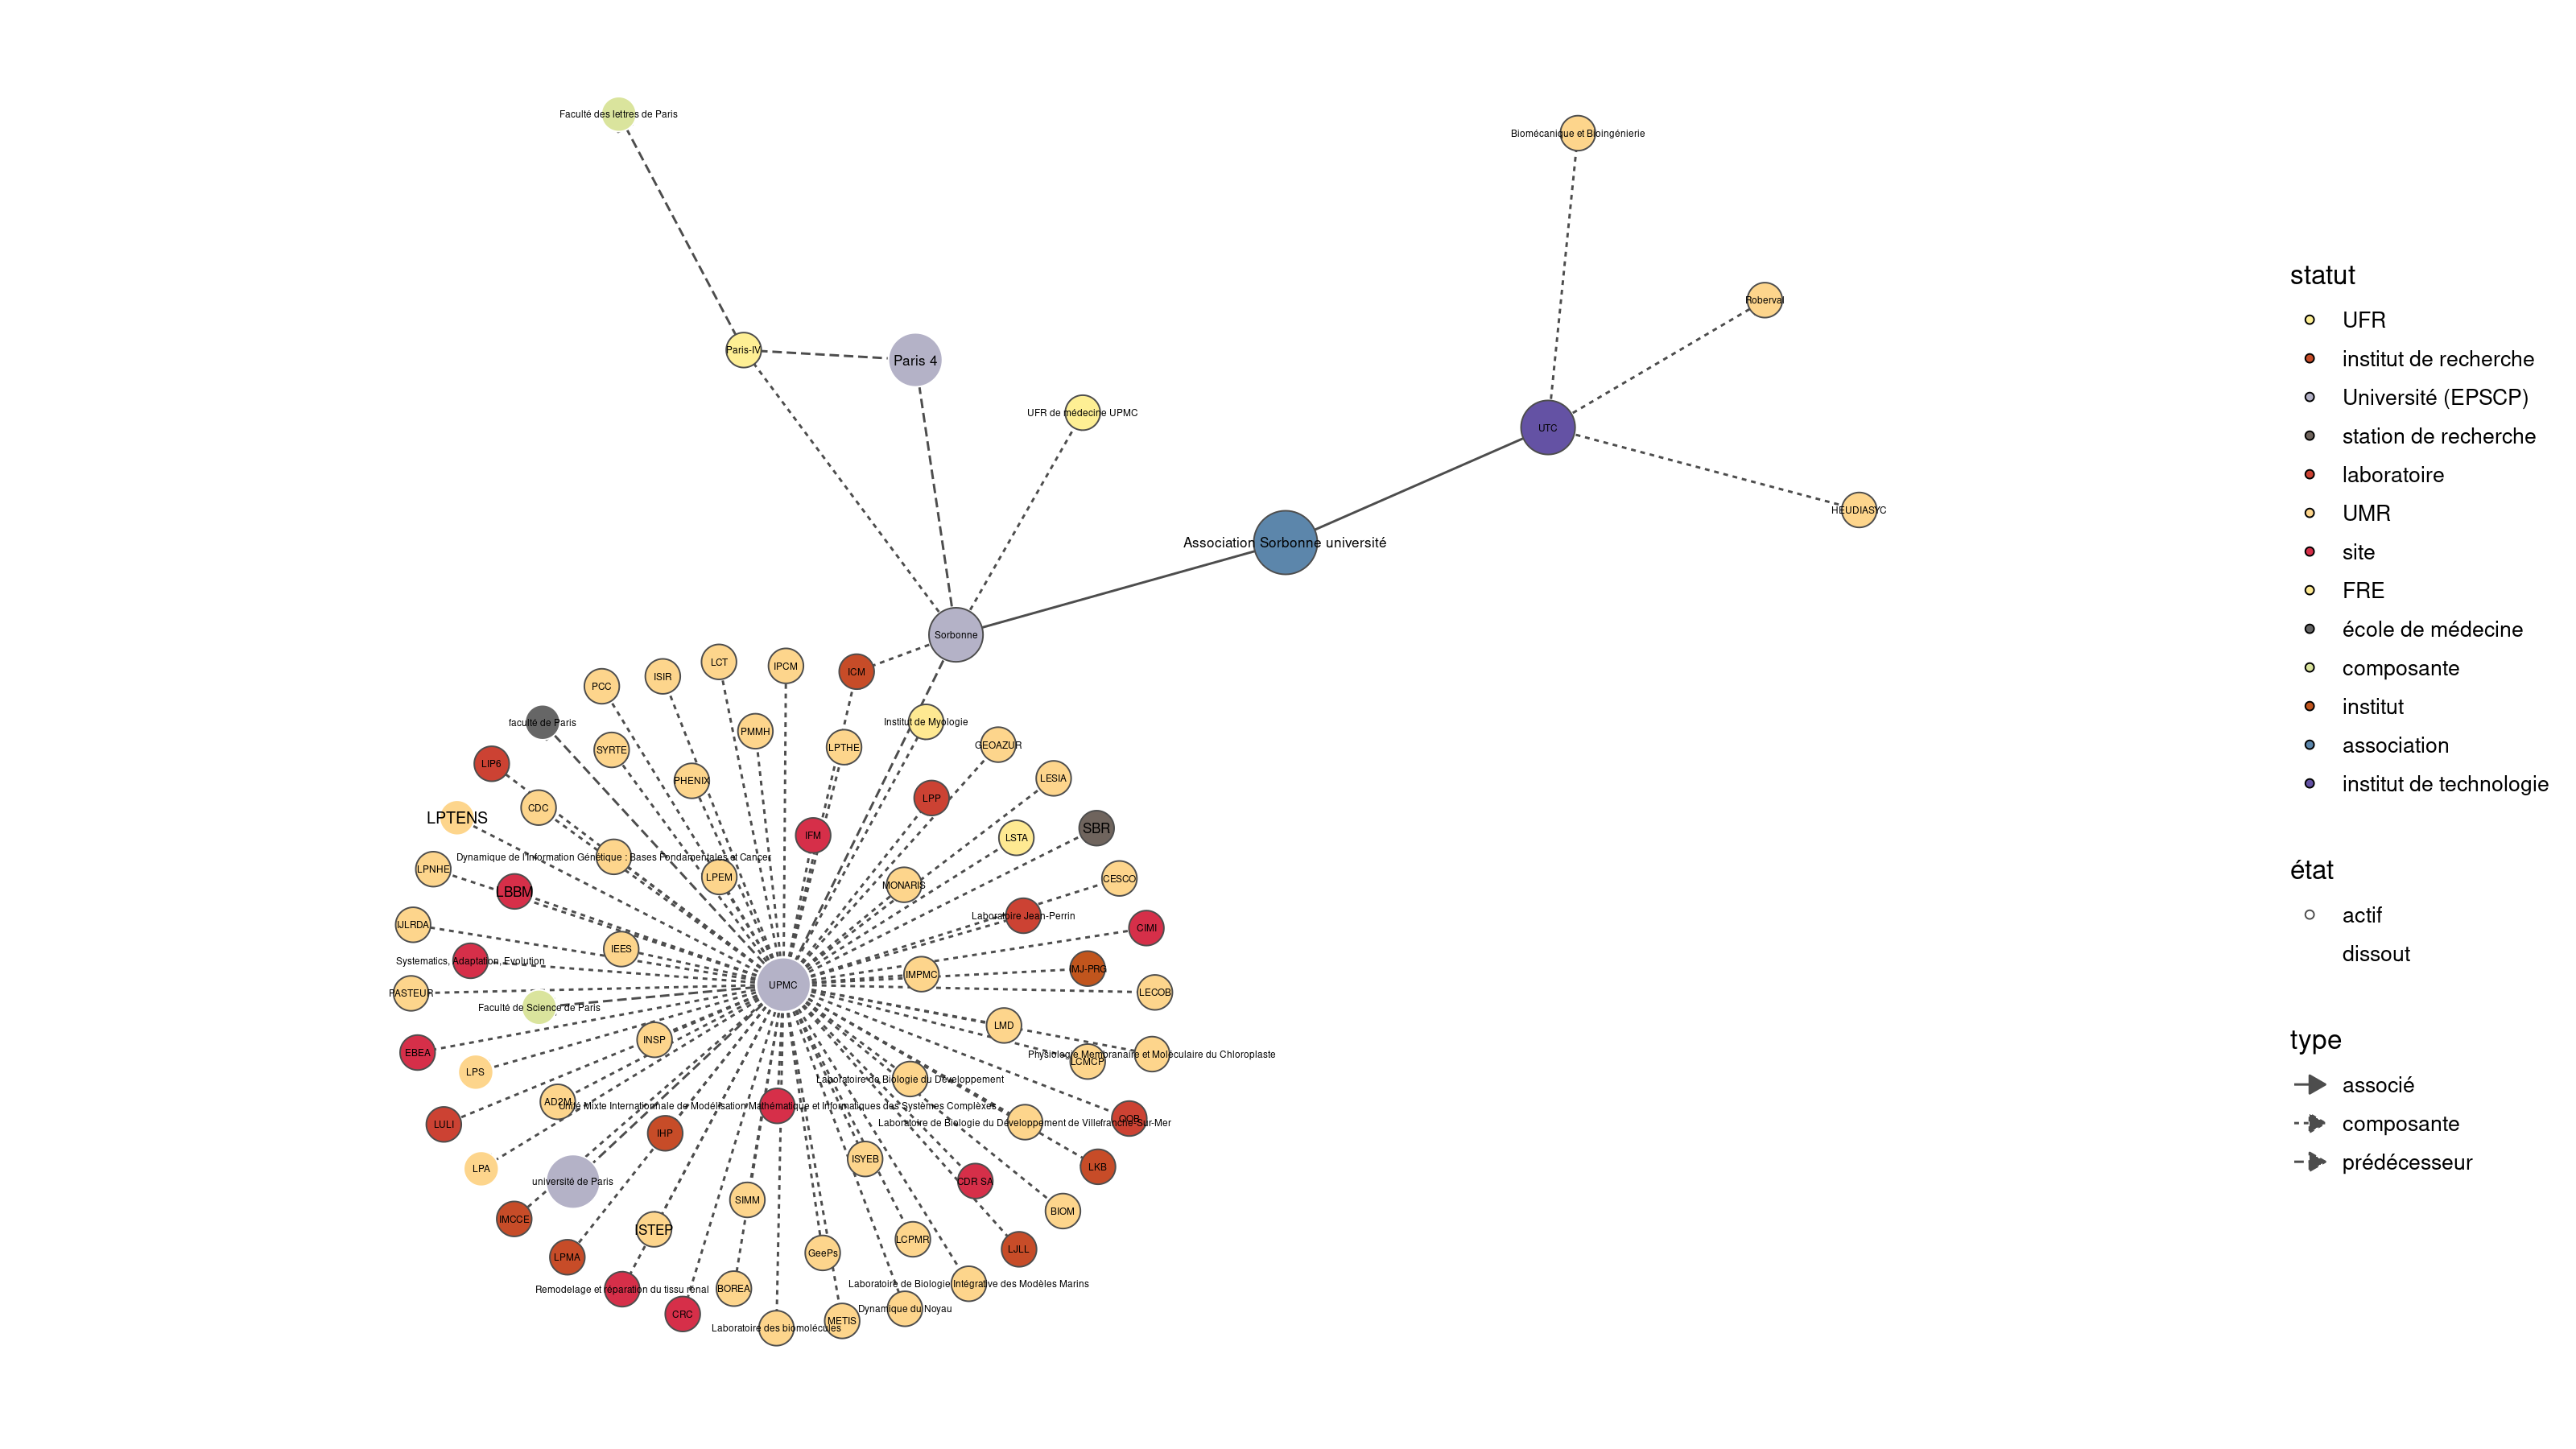 Faculté des lettres de Paris
Biomécanique et Bioingénierie
Roberval
Paris-IV
Paris 4
UFR de médecine UPMC
UTC
HEUDIASYC
Association Sorbonne université
Sorbonne
LCT
IPCM
ICM
ISIR
PCC
faculté de Paris
Institut de Myologie
PMMH
LPTHE
GEOAZUR
SYRTE
LIP6
PHENIX
LESIA
LPP
CDC
LPTENS
SBR
IFM
LSTA
Dynamique de l'Information Génétique : Bases Fondamentales et Cancer
LPNHE
LPEM
CESCO
MONARIS
LBBM
Laboratoire Jean-Perrin
IJLRDA
CIMI
IEES
Systematics, Adaptation, Evolution
IMJ-PRG
IMPMC
UPMC
PASTEUR
LECOB
Faculté de Science de Paris
LMD
INSP
EBEA
Physiologie Membranaire et Moléculaire du Chloroplaste
LCMCP
LPS
Laboratoire de Biologie du Développement
AD2M
Unité Mixte Internationnale de Modélisation Mathématique et Informatiques des Systèmes Complèxes
OOB
LULI
Laboratoire de Biologie du Développement de Villefranche-Sur-Mer
IHP
ISYEB
LKB
LPA
université de Paris
CDR SA
SIMM
BIOM
IMCCE
ISTEP
LCPMR
LJLL
GeePs
LPMA
Laboratoire de Biologie Intégrative des Modèles Marins
Remodelage et réparation du tissu rénal
BOREA
Dynamique du Noyau
CRC
METIS
Laboratoire des biomolécules
statut
UFR
institut de recherche
Université (EPSCP)
station de recherche
laboratoire
UMR
site
FRE
école de médecine
composante
institut
association
institut de technologie
état
actif
dissout
type
associé
composante
prédécesseur